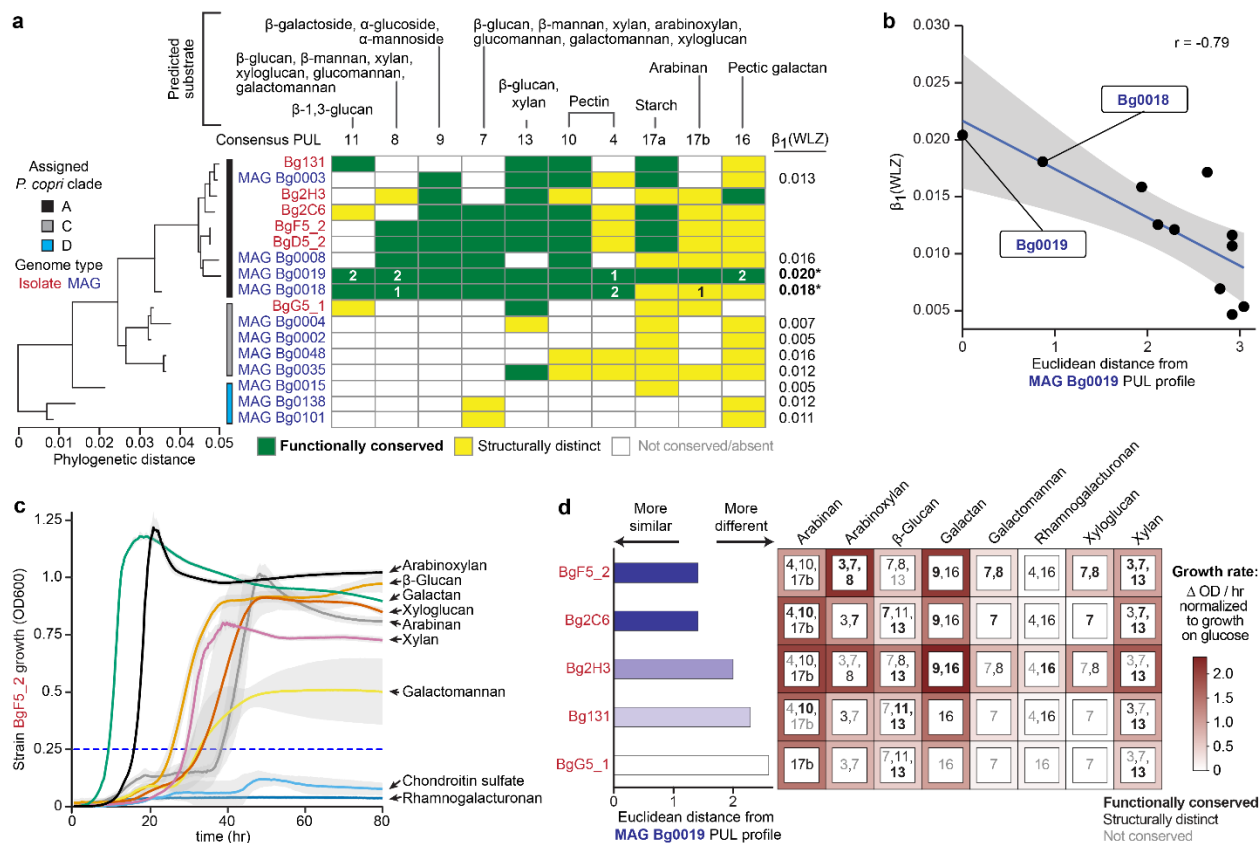 a
Predicted
substrate
β-galactoside, α-glucoside,
α-mannoside
β-glucan, β-mannan, xylan, arabinoxylan,
glucomannan, galactomannan, xyloglucan
β-glucan, β-mannan, xylan,
xyloglucan, glucomannan,
galactomannan
β-1,3-glucan
β-glucan,
xylan
Pectin
Starch
Arabinan
Pectic galactan
Consensus PUL 11 8 9 7 13 10 4 17a 17b 16 β1(WLZ)
Assigned
P. copri clade
A
C
D
Genome type
Isolate MAG
Bg131
MAG Bg0003 0.013
Bg2H3
Bg2C6
BgF5_2
BgD5_2
MAG Bg0008 0.016
MAG Bg0019 2 2 1 2 0.020*
MAG Bg0018 1 2 1 0.018*
BgG5_1
MAG Bg0004 0.007
MAG Bg0002 0.005
MAG Bg0048 0.016
MAG Bg0035 0.012
MAG Bg0015 0.005
MAG Bg0138 0.012
MAG Bg0101 0.011
0 0.01 0.02 0.03 0.04 0.05
Phylogenetic distance
Functionally conserved Structurally distinct Not conserved/absent
b
r = -0.79
β1(WLZ)
0.030
0.025
0.020
0.015
0.010
0.005
Bg0018
Bg0019
0 1 2 3
Euclidean distance from
MAG Bg0019 PUL profile
c
Strain BgF5_2 growth (OD600)
1.25
1.0
0.75
0.50
0.25
0
0 20 40 60 80
time (hr)
Arabinoxylan
β-Glucan
Galactan
Xyloglucan
Arabinan
Xylan
Galactomannan
Chondroitin sulfate
Rhamnogalacturonan
d
More
similar
More
different
Arabinan
Arabinoxylan
β-Glucan
Galactan
Galactomannan
Rhamnogalacturonan
Xyloglucan
Xylan
BgF5_2
4,10,
17b
3,7,
8
7,8,
13
9,16
7,8
4,16
7,8
3,7,
13
Bg2C6
4,10
17b
3,7
7,11
13
9,16
7
4,16
7
3,7
13
Bg2H3
4,10
17b
3,7,
8
7,8,
13
9,16
7,8
4,16
7,8
3,7,
13
Bg131
4,10
17b
3,7
7,11,
13
16
7
4,16
7
3,7,
13
BgG5_1
17b
3,7
7,11,
13
16
7
16
7
3,7,
13
0 1 2
Euclidean distance from
MAG Bg0019 PUL profile
Growth rate:
Δ OD / hr
normalized
to growth
on glucose
2.0
1.5
1.0
0.5
0
Functionally conserved
Structurally distinct
Not conserved